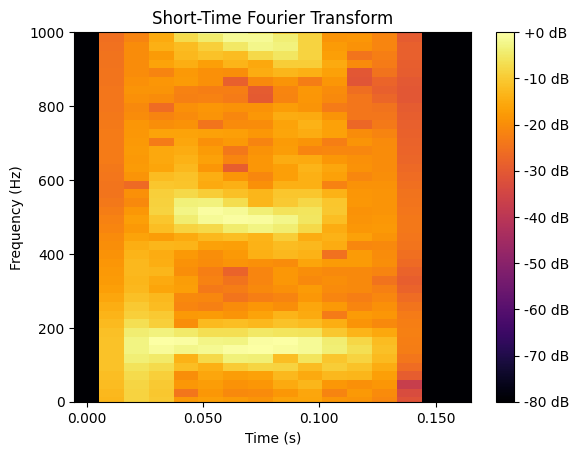 Short-Time Fourier Transform
1000
800
600
400
200
0
Frequency (Hz)
0.000
0.050
0.100
0.150
Time (s)
+0 dB
-10 dB
-20 dB
-30 dB
-40 dB
-50 dB
-60 dB
-70 dB
-80 dB